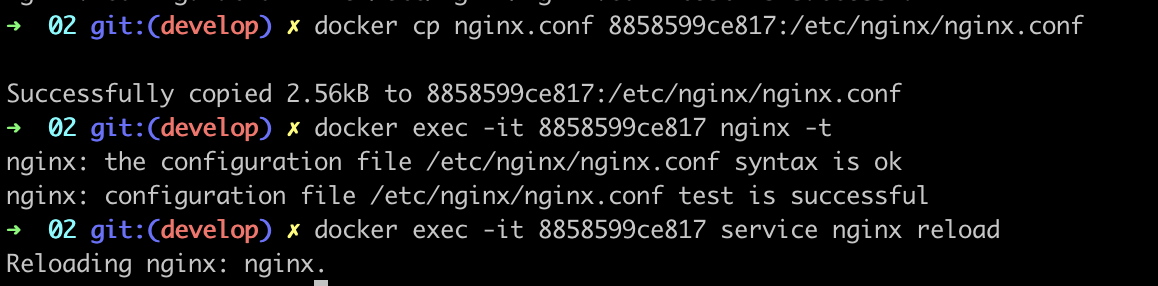 ➜  02 git:(develop) ✗ docker cp nginx.conf 8858599ce817:/etc/nginx/nginx.conf
Successfully copied 2.56kB to 8858599ce817:/etc/nginx/nginx.conf
➜  02 git:(develop) ✗ docker exec -it 8858599ce817 nginx -t
nginx: the configuration file /etc/nginx/nginx.conf syntax is ok
nginx: configuration file /etc/nginx/nginx.conf test is successful
➜  02 git:(develop) ✗ docker exec -it 8858599ce817 service nginx reload
Reloading nginx: nginx.